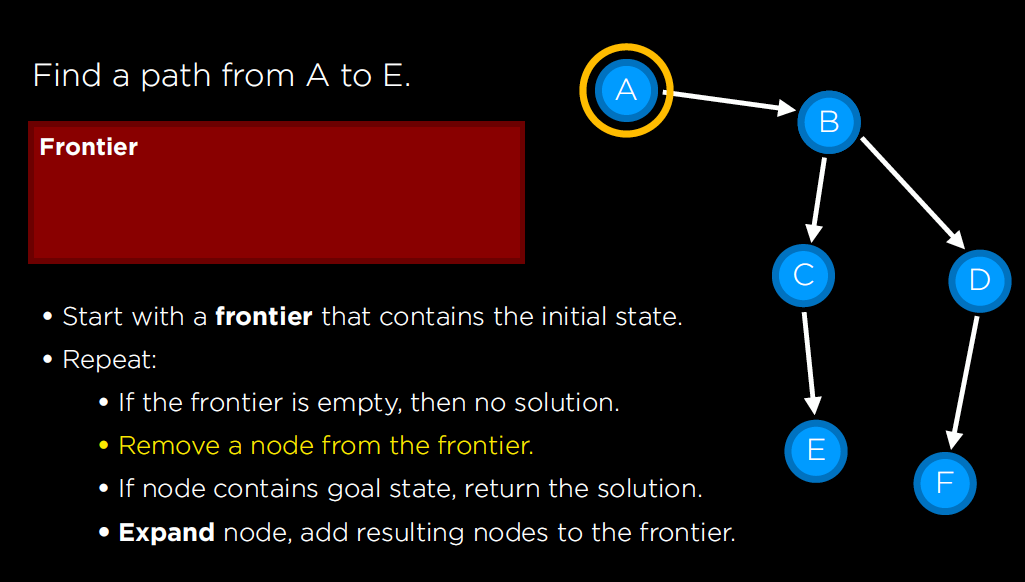 Find a path from A to E.
Frontier
• Start with a frontier that contains the initial state.
• Repeat:
• If the frontier is empty, then no solution.
• Remove a node from the frontier.
• If node contains goal state, return the solution.
• Expand node, add resulting nodes to the frontier.
A
B
C
D
E
F